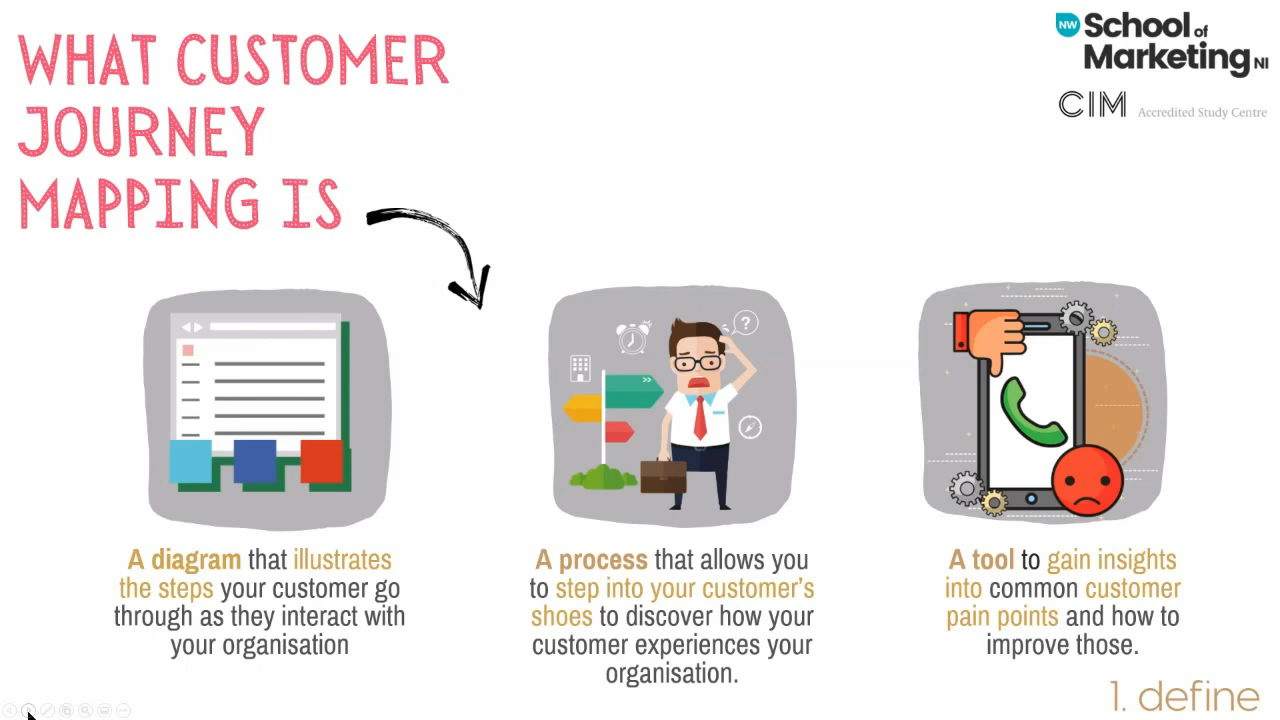 WHAT CUSTOMER
JOURNEY
MAPPING IS
NW School of
Marketing NI
CIM Accredited Study Centre
?
A diagram that illustrates
the steps your customer go
through as they interact with
your organisation
A process that allows you
to step into your customer's
shoes to discover how your
customer experiences your
organisation.
A tool to gain insights
into common customer
pain points and how to
improve those.
1. define